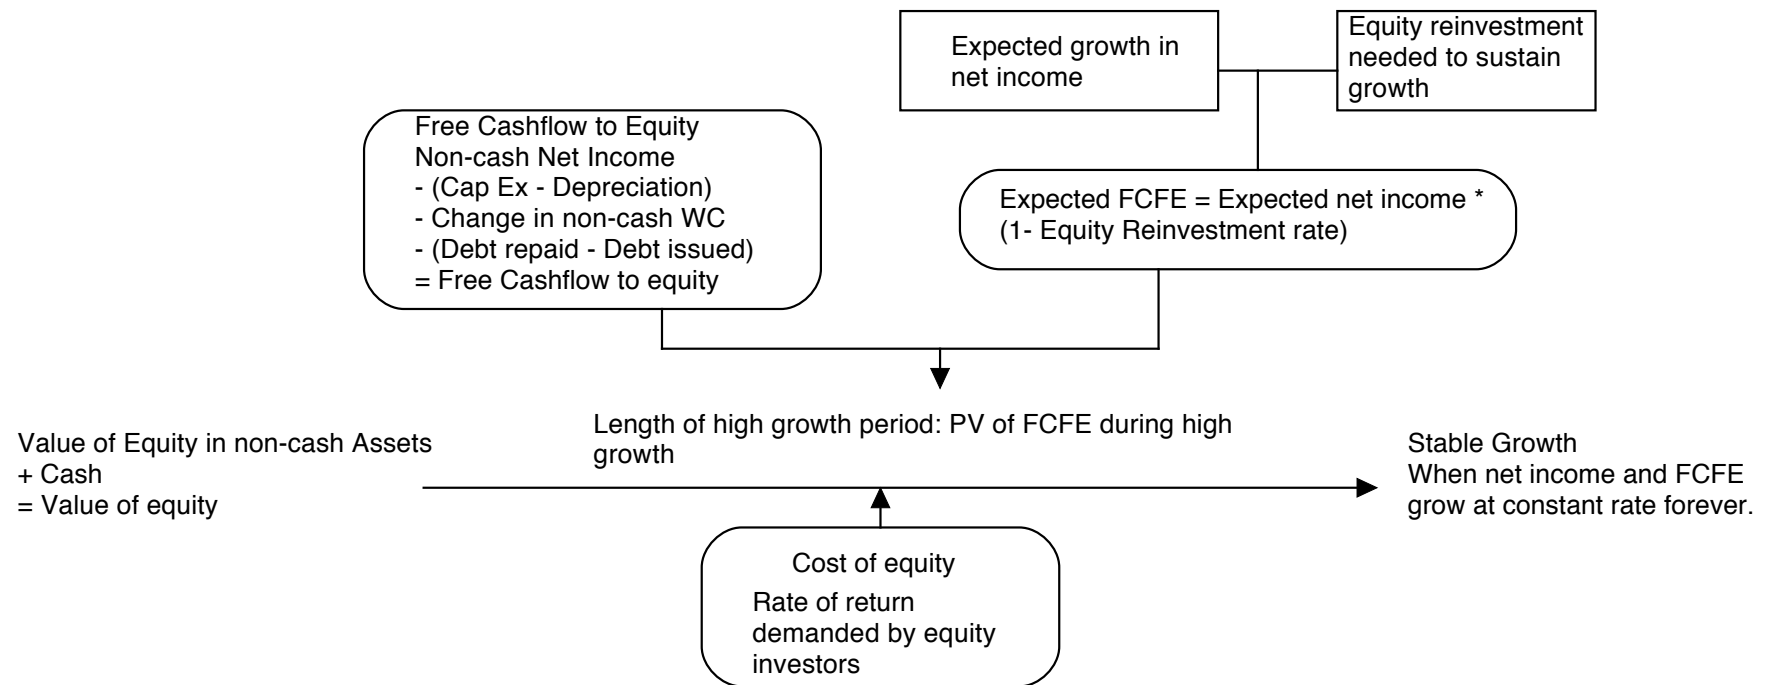 Expected growth in
net income
Equity reinvestment
needed to sustain
growth
Free Cashflow to Equity
Non-cash Net Income
- (Cap Ex - Depreciation)
- Change in non-cash WC
- (Debt repaid - Debt issued)
= Free Cashflow to equity
Expected FCFE = Expected net income *
(1- Equity Reinvestment rate)
Length of high growth period: PV of FCFE during high
growth
Value of Equity in non-cash Assets
+ Cash
= Value of equity
Stable Growth
When net income and FCFE
grow at constant rate forever.
Cost of equity
Rate of return
demanded by equity
investors